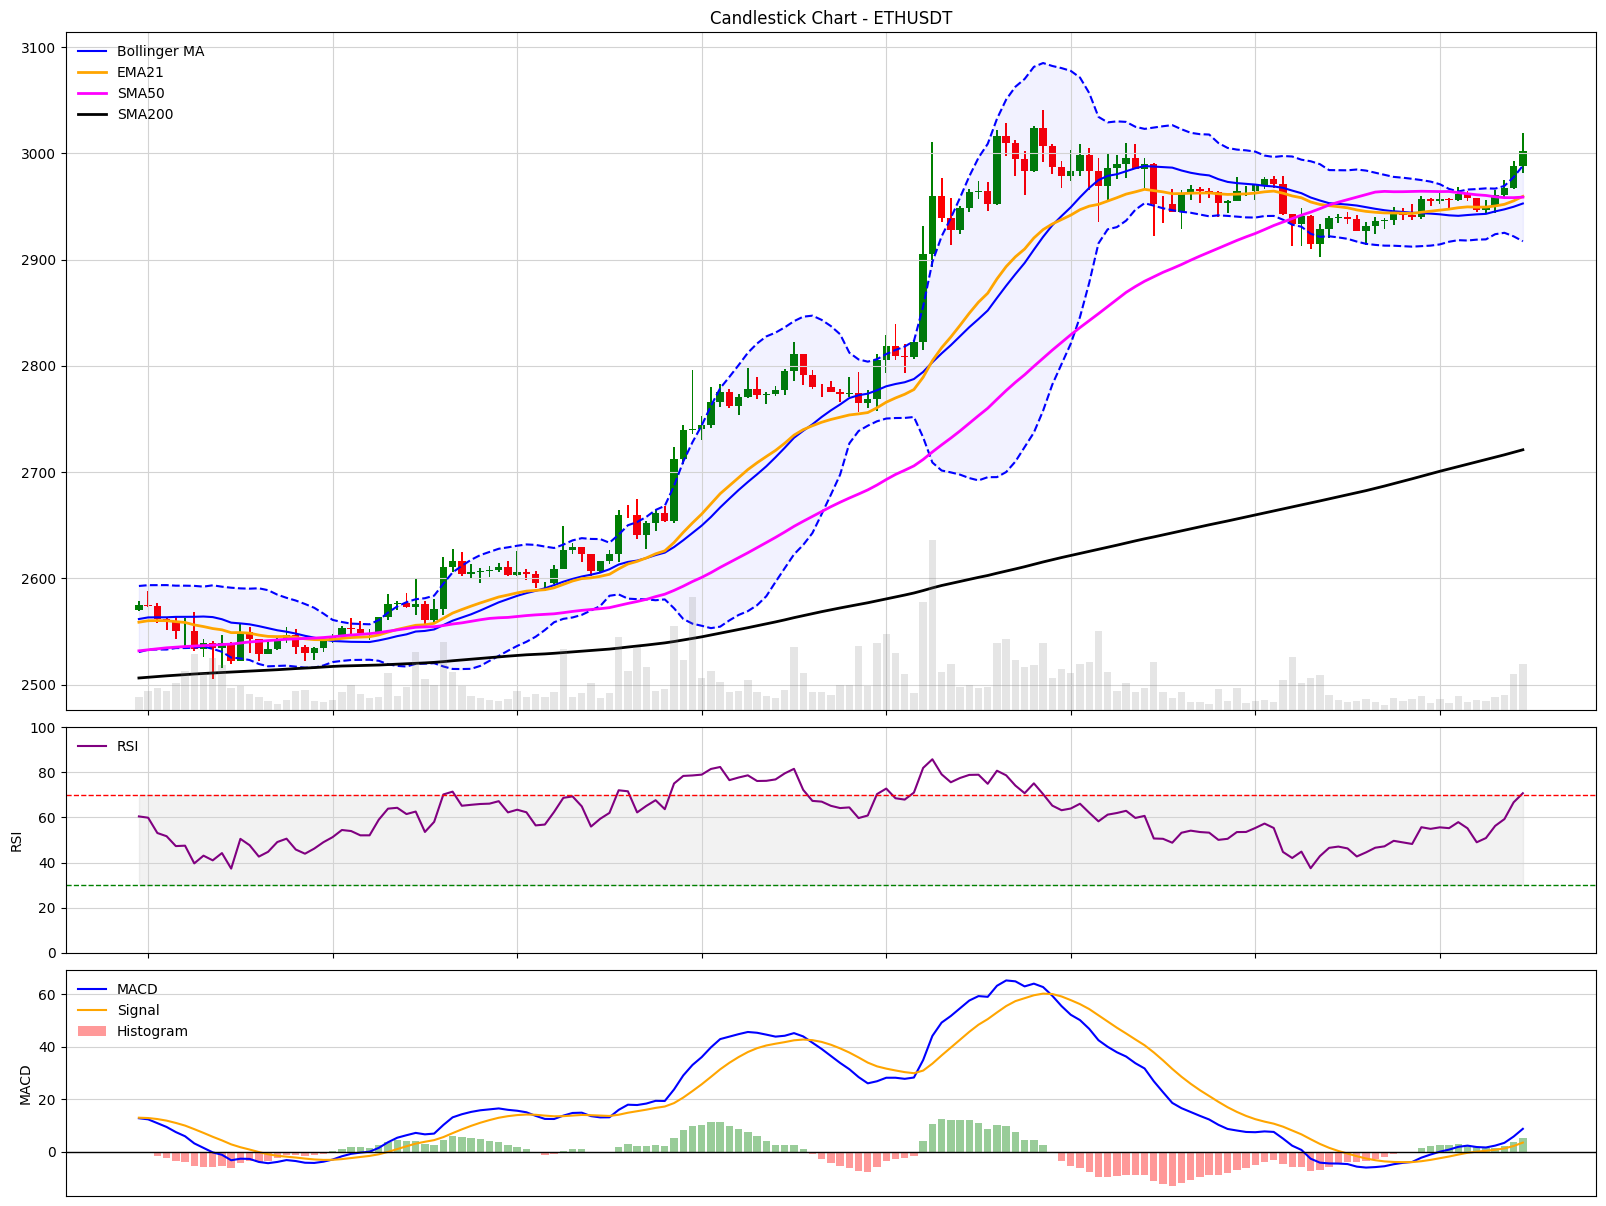 Candlestick Chart - ETHUSDT
Bollinger MA
EMA21
SMA50
SMA200
3100
3000
2900
2800
2700
2600
2500
RSI
100
80
60
40
20
0
RSI
MACD
Signal
Histogram
60
40
20
0
MACD